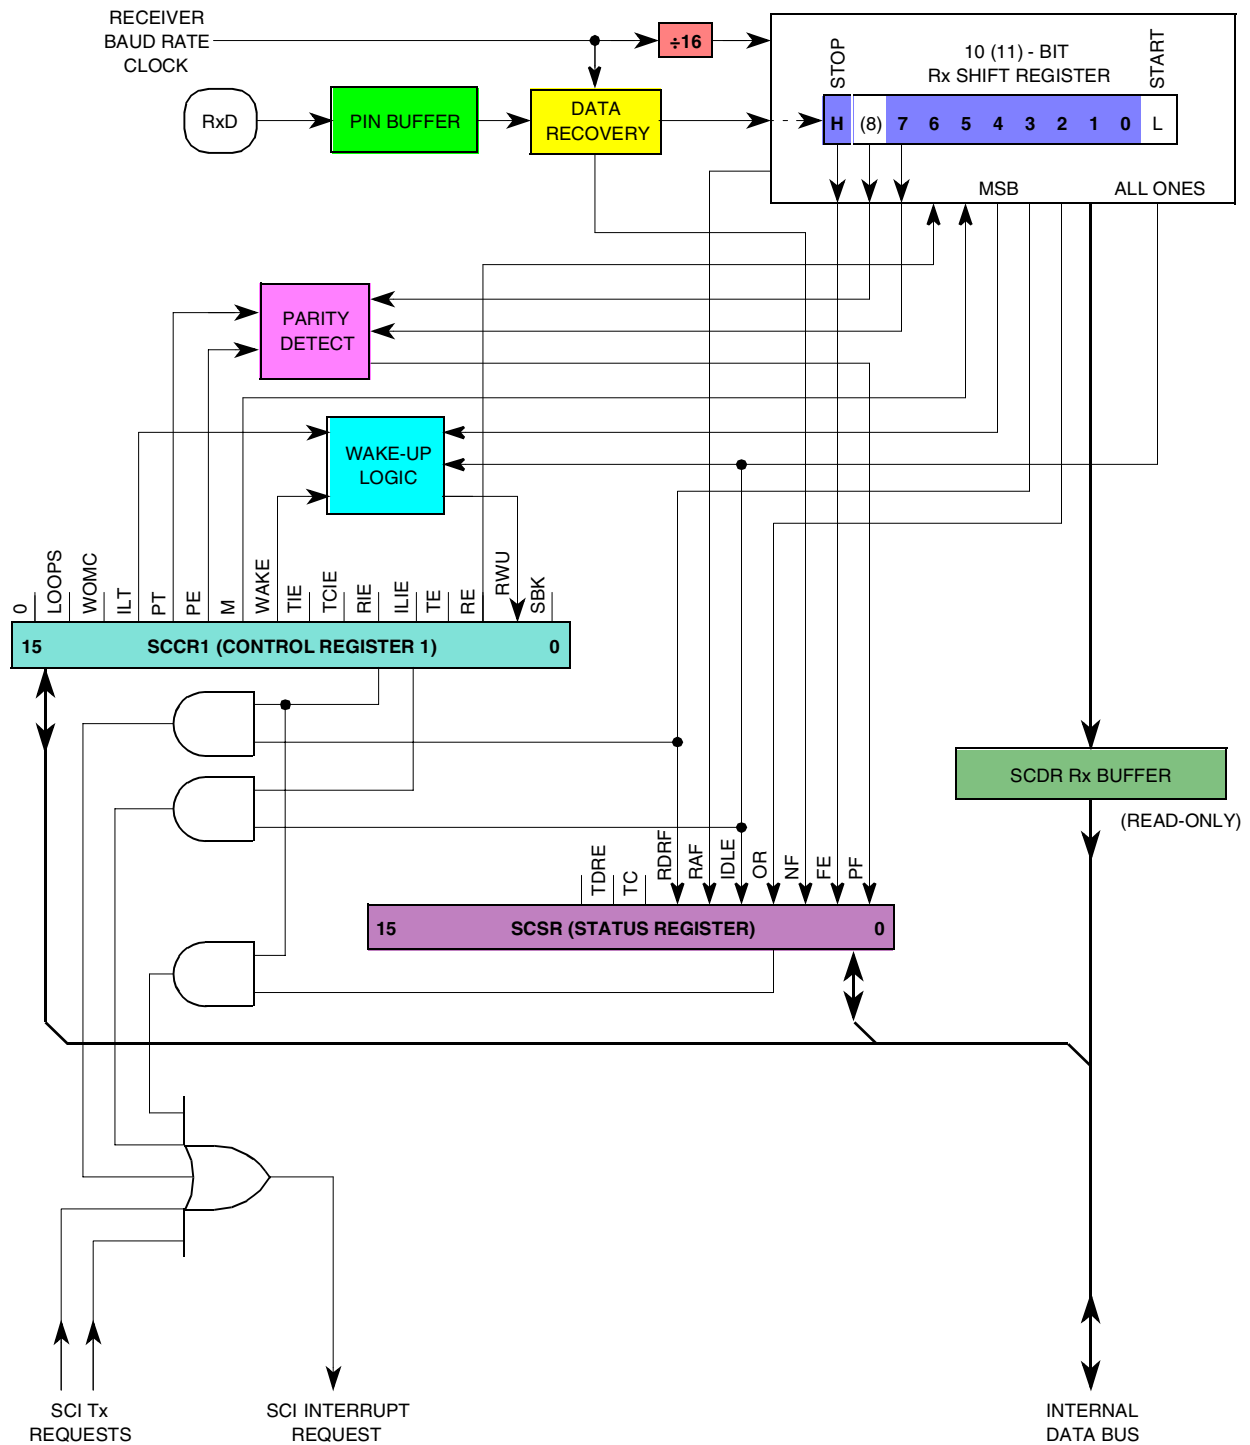 RECEIVER
BAUD RATE
CLOCK
÷16
STOP
10 (11) - BIT
Rx SHIFT REGISTER
START
RxD
PIN BUFFER
DATA
RECOVERY
H (8) 7 6 5 4 3 2 1 0 L
MSB
ALL ONES
PARITY
DETECT
WAKE-UP
LOGIC
0
LOOPS
WOMC
ILT
PT
PE
M
WAKE
TIE
TCIE
RIE
ILIE
TE
RE
RWU
SBK
15 SCCR1 (CONTROL REGISTER 1) 0
SCDR Rx BUFFER
(READ-ONLY)
TDRE
TC
RDRF
RAF
IDLE
OR
NF
FE
PF
15 SCSR (STATUS REGISTER) 0
SCI Tx
REQUESTS
SCI INTERRUPT
REQUEST
INTERNAL
DATA BUS